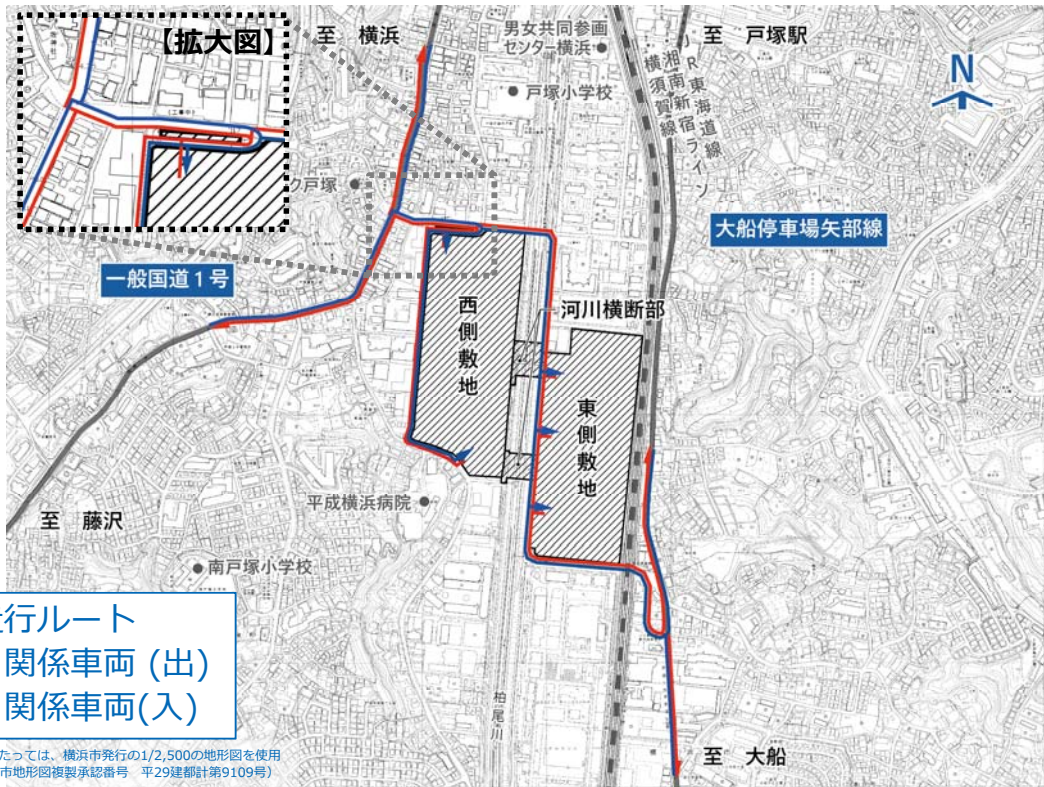 【拡大図】
至　横浜
男女共同参画
センター横浜
戸塚小学校
ＪＲ東海道線
湘南新宿ライン
横須賀線
至　戸塚駅
N
(工事中)
ク戸塚
大船停車場矢部線
一般国道１号
西側敷地
河川横断部
東側敷地
平成横浜病院
至　藤沢
南戸塚小学校
行ルート
関係車両 (出)
関係車両(入)
柏尾川
たっては、横浜市発行の1/2,500の地形図を使用
市地形図複製承認番号　平29建都計第9109号）
至　大船